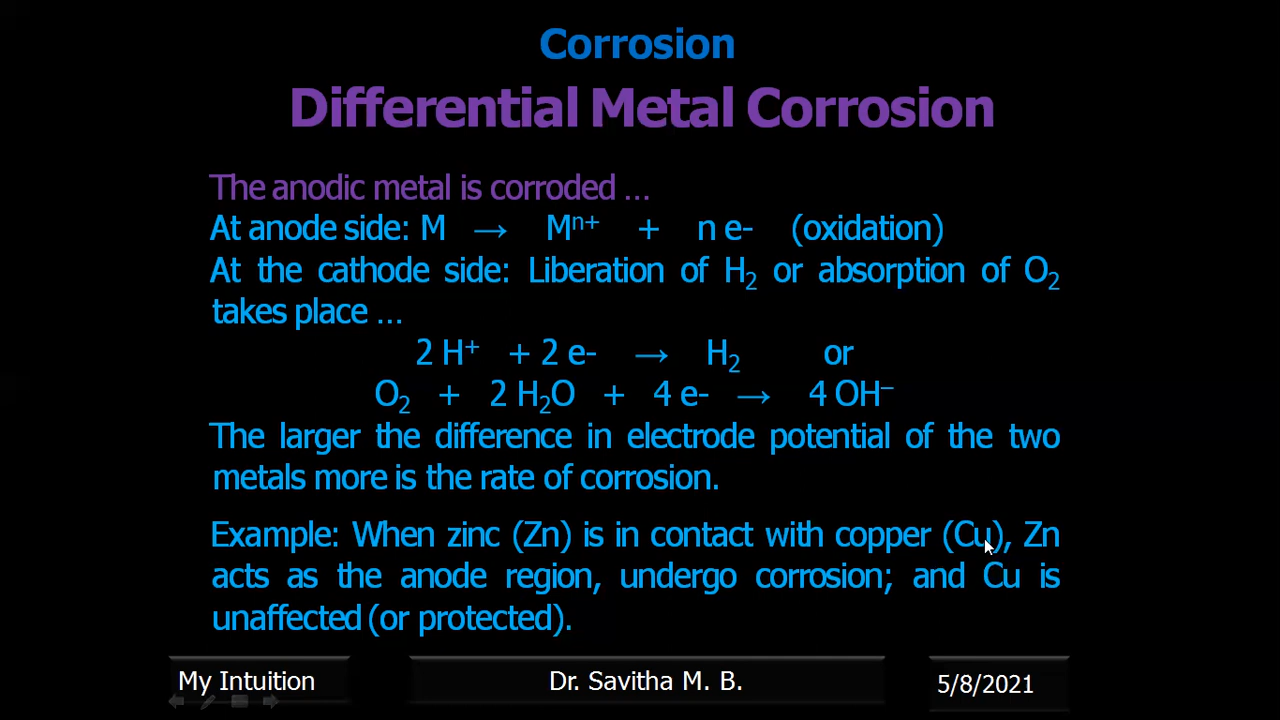 Corrosion
Differential Metal Corrosion
The anodic metal is corroded …
At anode side: M → Mⁿ⁺ + n e- (oxidation)
At the cathode side: Liberation of H₂ or absorption of O₂
takes place …
2 H⁺ + 2 e- → H₂ or
O₂ + 2 H₂O + 4 e- → 4 OH⁻
The larger the difference in electrode potential of the two
metals more is the rate of corrosion.
Example: When zinc (Zn) is in contact with copper (Cu), Zn
acts as the anode region, undergo corrosion; and Cu is
unaffected (or protected).
My Intuition
Dr. Savitha M. B.
5/8/2021